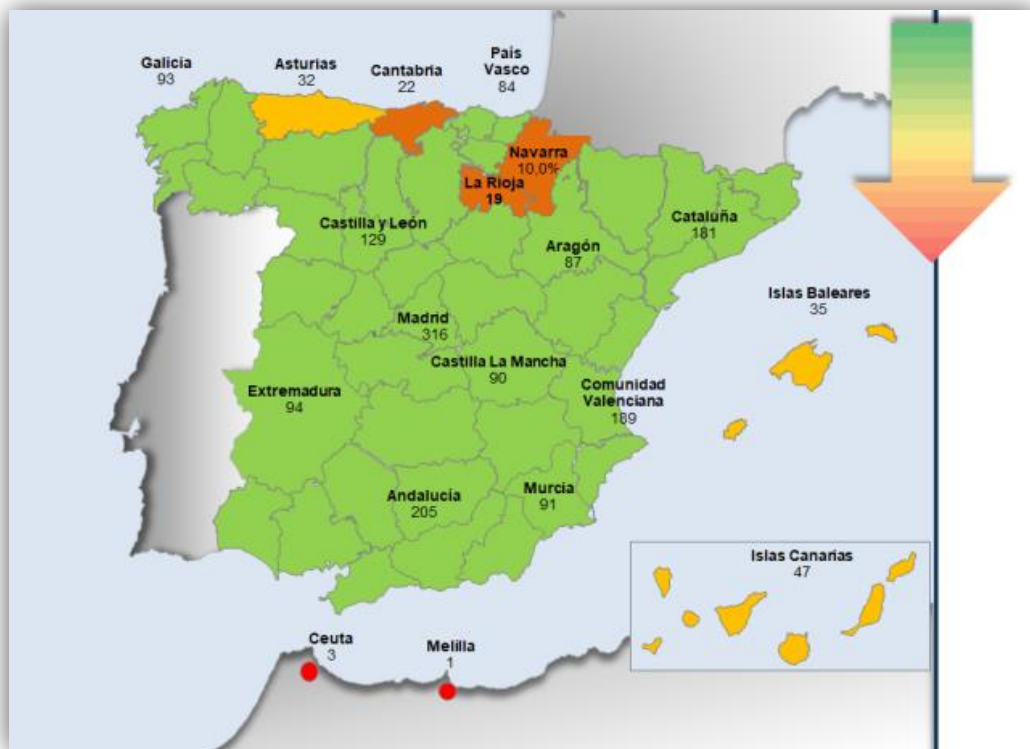 Galicia
93
Asturias
32
Cantabria
22
País
Vasco
84
Navarra
10,0%
La Rioja
19
Castilla y León
129
Cataluña
181
Aragón
87
Islas Baleares
35
Madrid
316
Castilla La Mancha
90
Extremadura
94
Comunidad
Valenciana
189
Andalucía
205
Murcia
91
Islas Canarias
47
Ceuta
3
Melilla
1